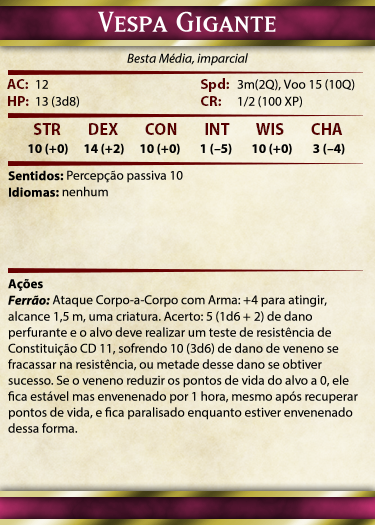 Vespa Gigante
Besta Média, imparcial
AC: 12 Spd: 3m(2Q), Voo 15 (10Q)
HP: 13 (3d8) CR: 1/2 (100 XP)
STR DEX CON INT WIS CHA
10 (+0) 14 (+2) 10 (+0) 1 (–5) 10 (+0) 3 (–4)
Sentidos: Percepção passiva 10
Idiomas: nenhum
Ações
Ferrão: Ataque Corpo-a-Corpo com Arma: +4 para atingir,
alcance 1,5 m, uma criatura. Acerto: 5 (1d6 + 2) de dano
perfurante e o alvo deve realizar um teste de resistência de
Constituição CD 11, sofrendo 10 (3d6) de dano de veneno se
fracassar na resistência, ou metade desse dano se obtiver
sucesso. Se o veneno reduzir os pontos de vida do alvo a 0, ele
fica estável mas envenenado por 1 hora, mesmo após recuperar
pontos de vida, e fica paralisado enquanto estiver envenenado
dessa forma.